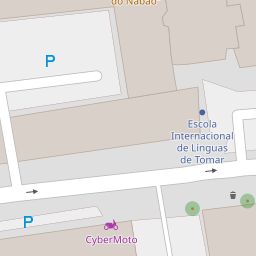 do Nabão
P
Escola
Internacional
de Línguas
de Tomar
P
CyberMoto